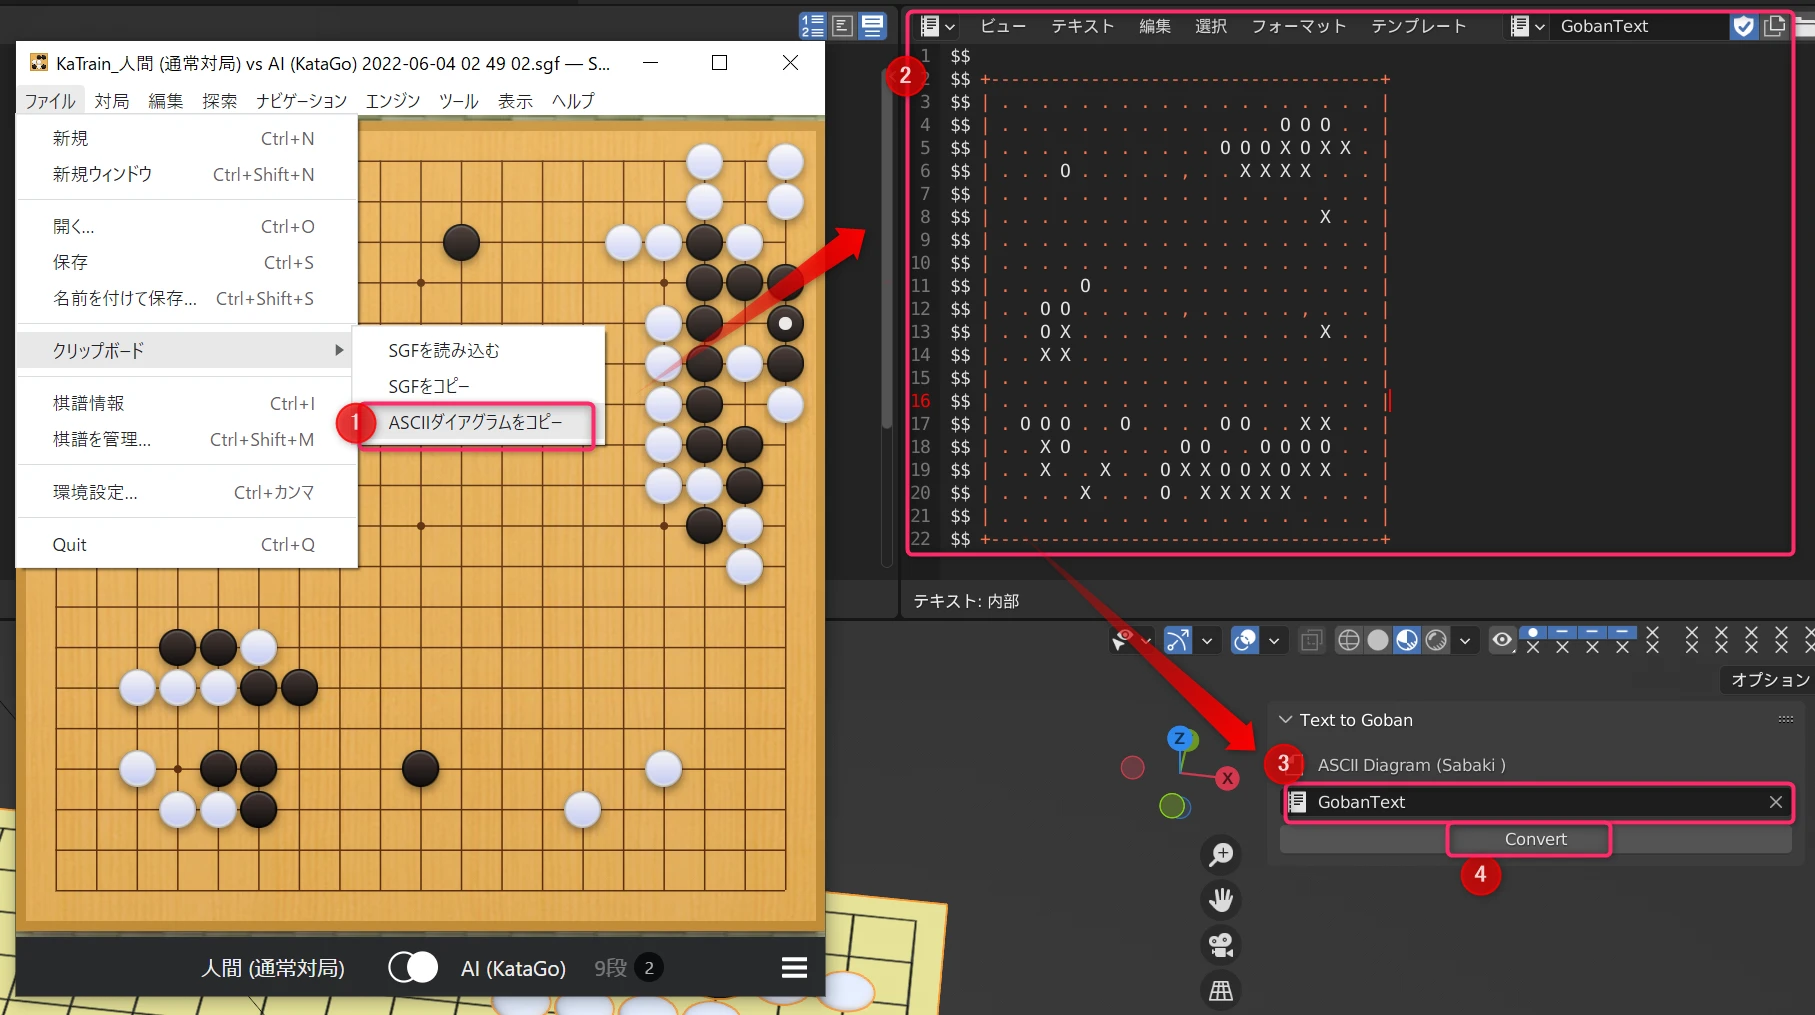 KaTrain_人間 (通常対局) vs AI (KataGo) 2022-06-04 02 49 02.sgf — S...
ファイル 対局 編集 探索 ナビゲーション エンジン ツール 表示 ヘルプ
新規 Ctrl+N
新規ウィンドウ Ctrl+Shift+N
開く... Ctrl+O
保存 Ctrl+S
名前を付けて保存... Ctrl+Shift+S
クリップボード
棋譜情報 Ctrl+I
棋譜を管理... Ctrl+Shift+M
環境設定... Ctrl+カンマ
Quit Ctrl+Q
SGFを読み込む
SGFをコピー
1 ASCIIダイアグラムをコピー
人間 (通常対局) AI (KataGo) 9段 2
2
ビュー テキスト 編集 選択 フォーマット テンプレート GobanText
1 $$
$$ +---------------------------------------+
3 $$ | . . . . . . . . . . . . . . . . . . . |
4 $$ | . . . . . . . . . . . . . . O O O . . |
5 $$ | . . . . . . . . . . . O O O X O X X . |
6 $$ | . . . O . . . . . , . . X X X X . . . |
7 $$ | . . . . . . . . . . . . . . . . . . . |
8 $$ | . . . . . . . . . . . . . . . . X . . |
9 $$ | . . . . . . . . . . . . . . . . . . . |
10 $$ | . . . . . . . . . . . . . . . . . . . |
11 $$ | . . . . O . . . . . . . . . . . . . . |
12 $$ | . . O O . . . . . , . . . . . , . . . |
13 $$ | . . O X . . . . . . . . . . . . X . . |
14 $$ | . . X X . . . . . . . . . . . . . . . |
15 $$ | . . . . . . . . . . . . . . . . . . . |
16 $$ | . . . . . . . . . . . . . . . . . . . |
17 $$ | . O O O . . O . . . . O O . . X X . . |
18 $$ | . . X O . . . . . O O . . O O O O . . |
19 $$ | . . X . . X . . O X X O O X O X X . . |
20 $$ | . . . . X . . . O . X X X X X . . . . |
21 $$ | . . . . . . . . . . . . . . . . . . . |
22 $$ +---------------------------------------+
テキスト: 内部
オプション
Z
X
Text to Goban
3 ASCII Diagram (Sabaki )
GobanText
Convert
4